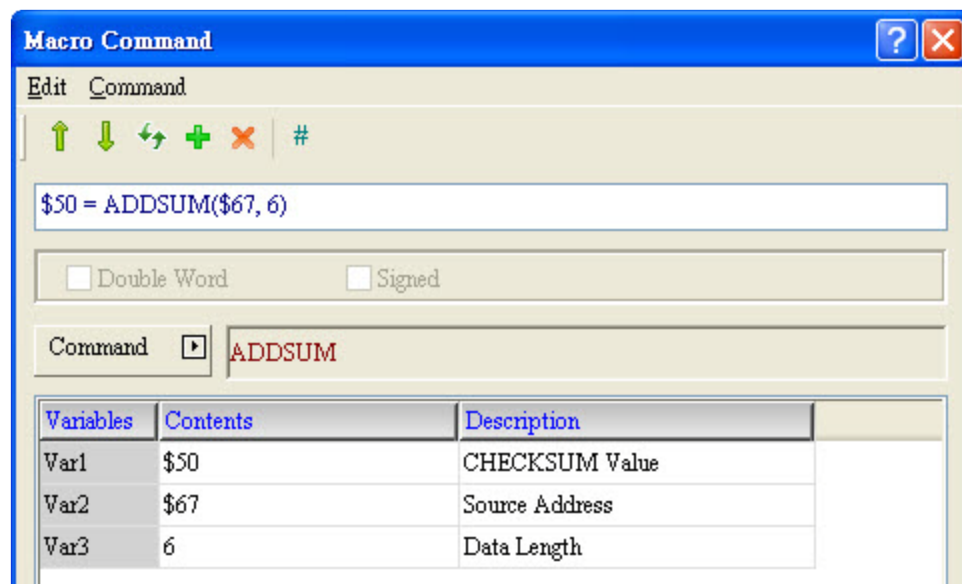 Macro Command
Edit Command
#
$50 = ADDSUM($67, 6)
Double Word Signed
Command ADDSUM
Variables Contents Description
Var1 $50 CHECKSUM Value
Var2 $67 Source Address
Var3 6 Data Length